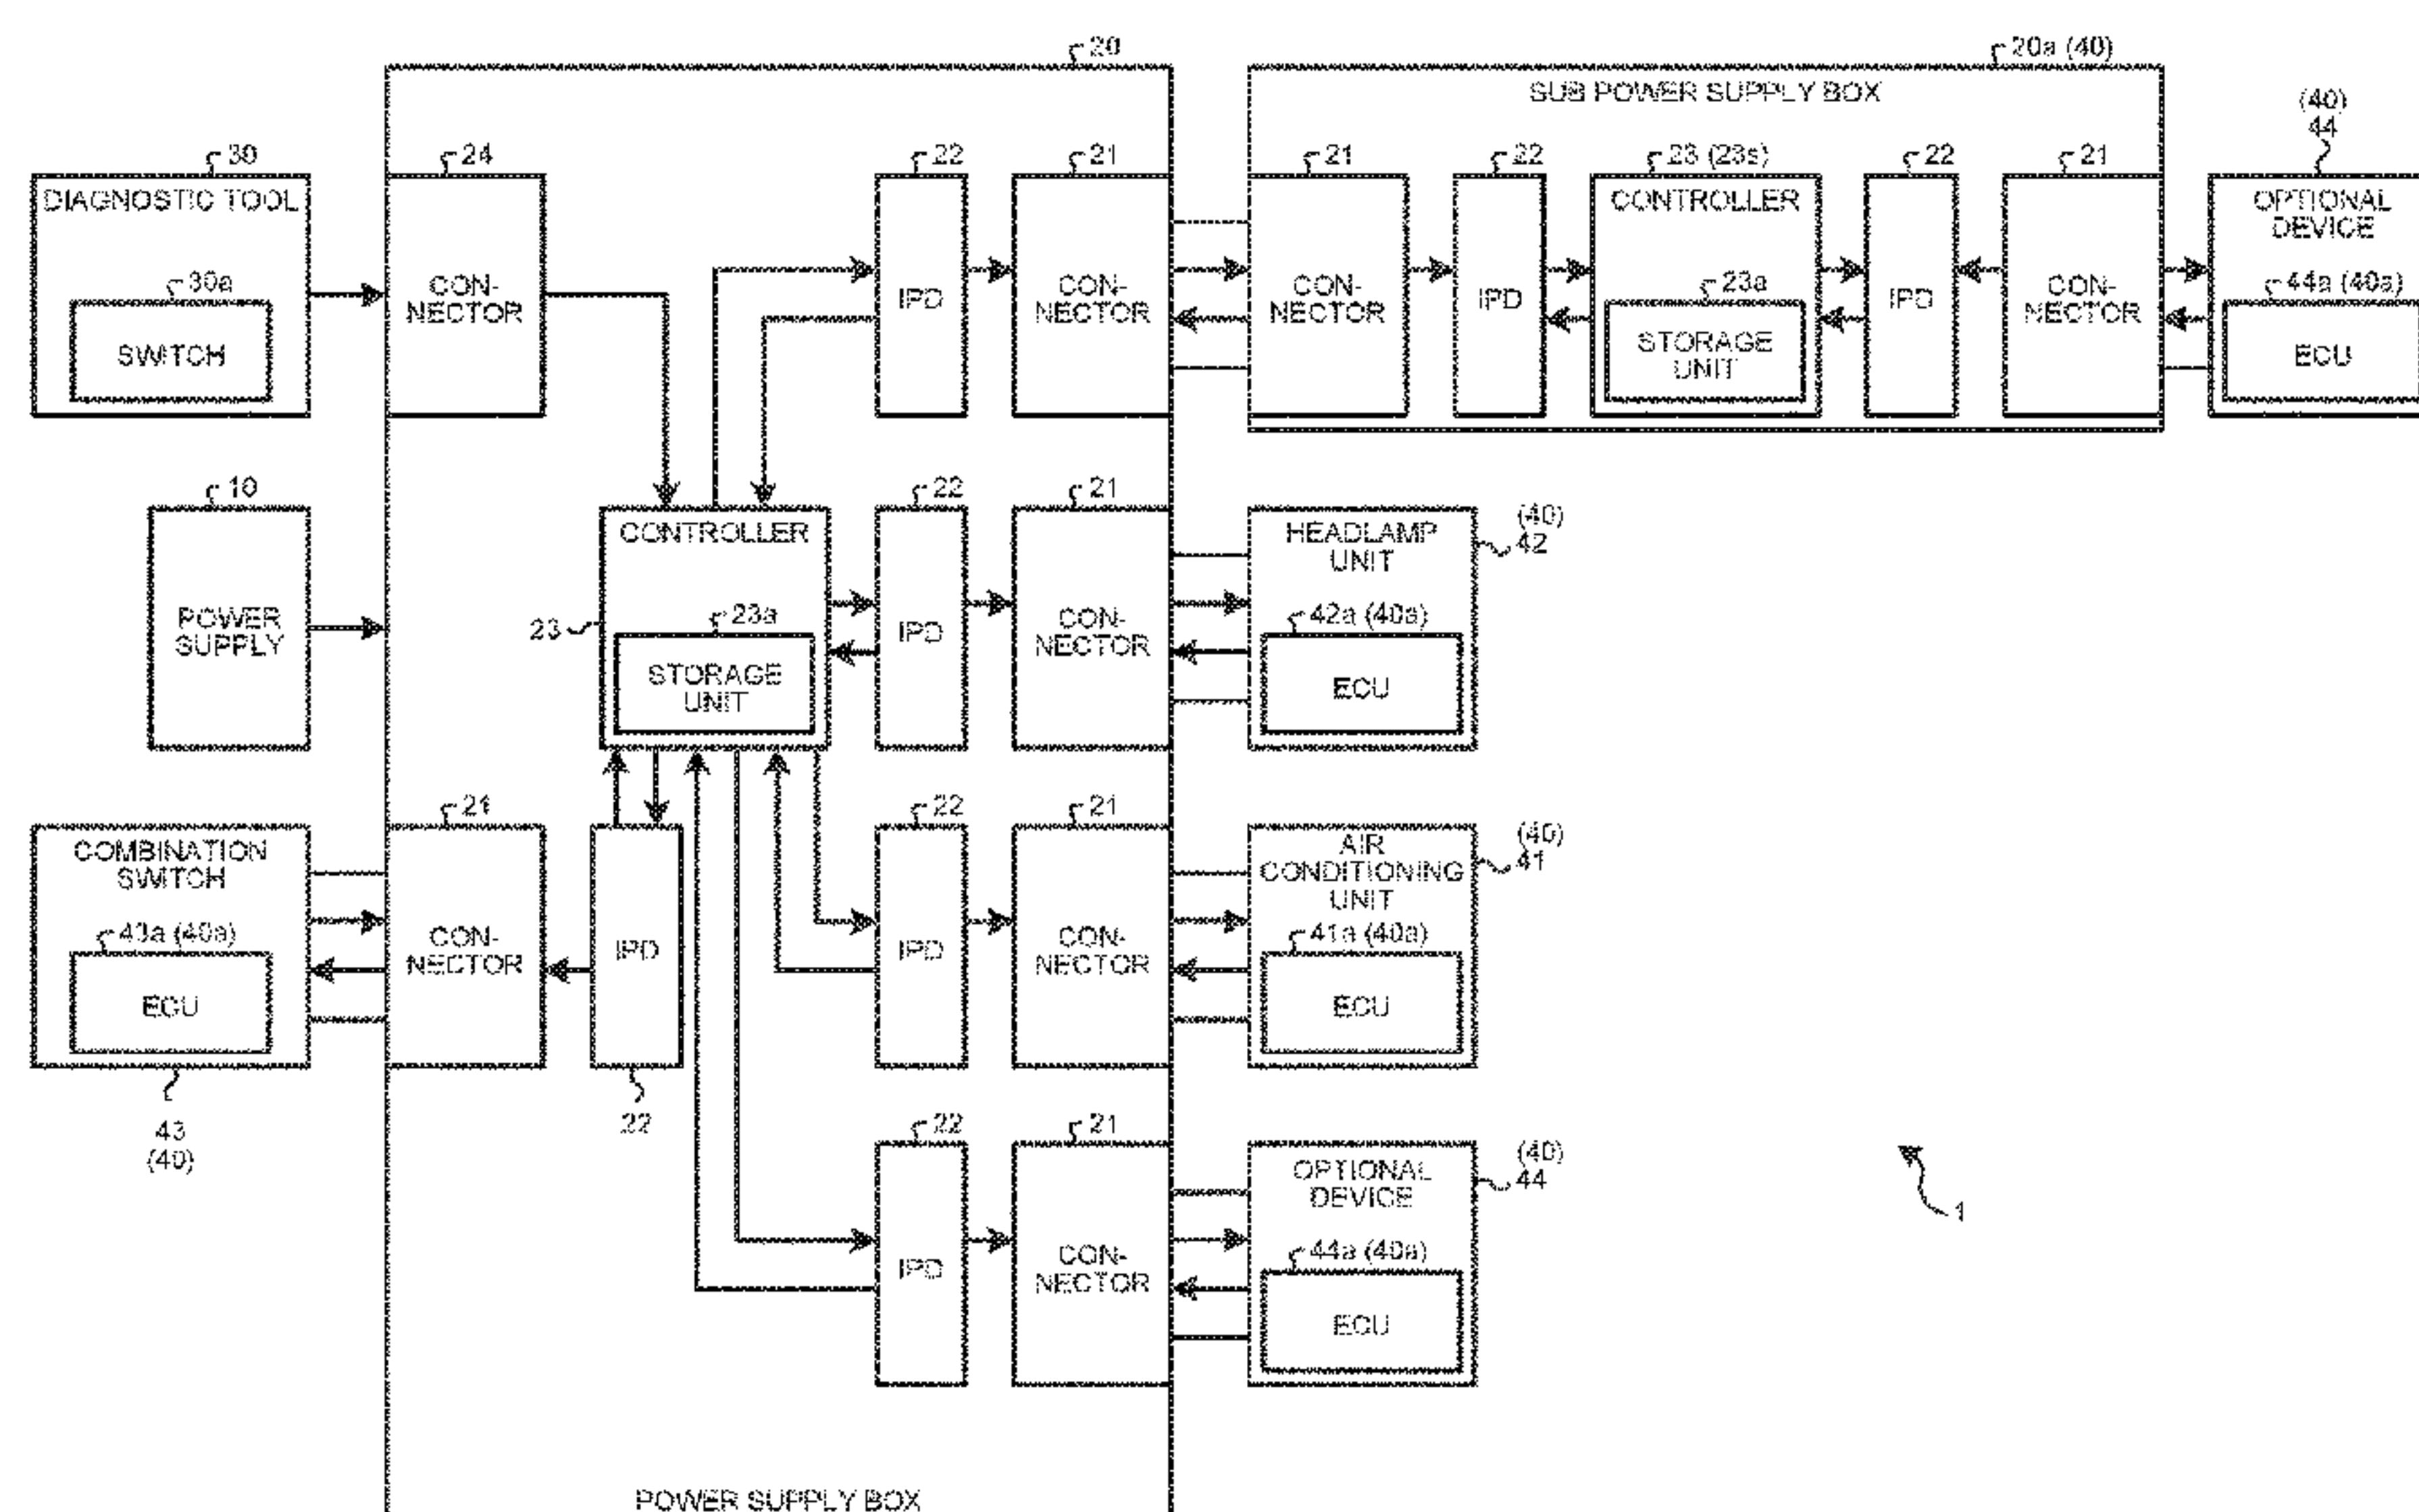 20
20a (40)
SUB POWER SUPPLY BOX
(40)
44
30
24
22
21
21
22
23 (23s)
22
21
DIAGNOSTIC TOOL
30a
SWITCH
CON-
NECTOR
IPD
CON-
NECTOR
CON-
NECTOR
IPD
CONTROLLER
23a
STORAGE
UNIT
IPD
CON-
NECTOR
OPTIONAL
DEVICE
44a (40a)
ECU
10
POWER
SUPPLY
23
CONTROLLER
23a
STORAGE
UNIT
22
IPD
21
CON-
NECTOR
HEADLAMP
UNIT
42a (40a)
ECU
(40)
42
COMBINATION
SWITCH
43a (40a)
ECU
43
(40)
21
CON-
NECTOR
IPD
22
22
IPD
21
CON-
NECTOR
AIR
CONDITIONING
UNIT
41a (40a)
ECU
(40)
41
22
IPD
21
CON-
NECTOR
OPTIONAL
DEVICE
44a (40a)
ECU
(40)
44
1
POWER SUPPLY BOX